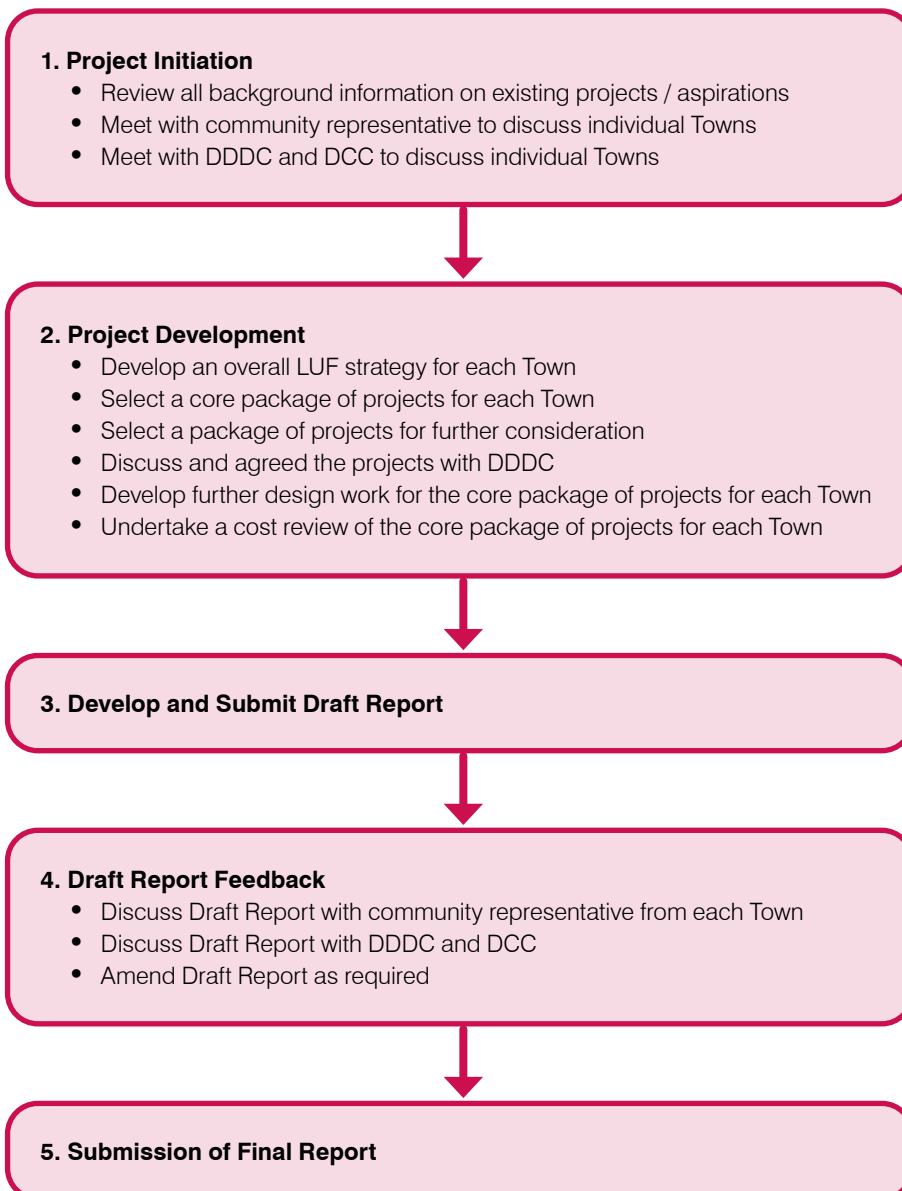 1. Project Initiation
• Review all background information on existing projects / aspirations
• Meet with community representative to discuss individual Towns
• Meet with DDDC and DCC to discuss individual Towns
2. Project Development
• Develop an overall LUF strategy for each Town
• Select a core package of projects for each Town
• Select a package of projects for further consideration
• Discuss and agreed the projects with DDDC
• Develop further design work for the core package of projects for each Town
• Undertake a cost review of the core package of projects for each Town
3. Develop and Submit Draft Report
4. Draft Report Feedback
• Discuss Draft Report with community representative from each Town
• Discuss Draft Report with DDDC and DCC
• Amend Draft Report as required
5. Submission of Final Report